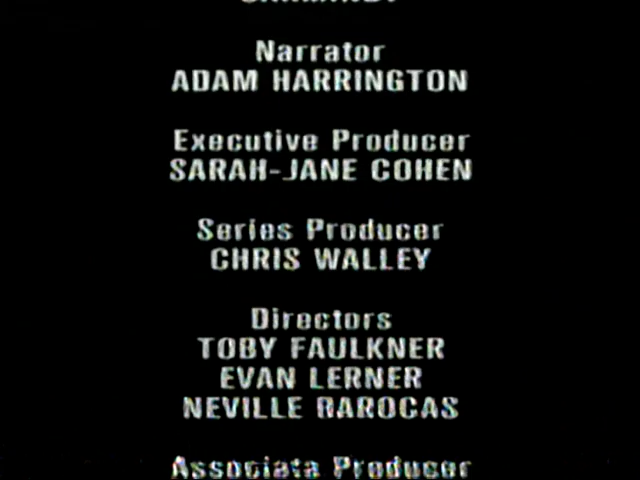 Narrator
ADAM HARRINGTON
Executive Producer
SARAH-JANE COHEN
Series Producer
CHRIS WALLEY
Directors
TOBY FAULKNER
EVAN LERNER
NEVILLE BAROCAS
Associate Producer